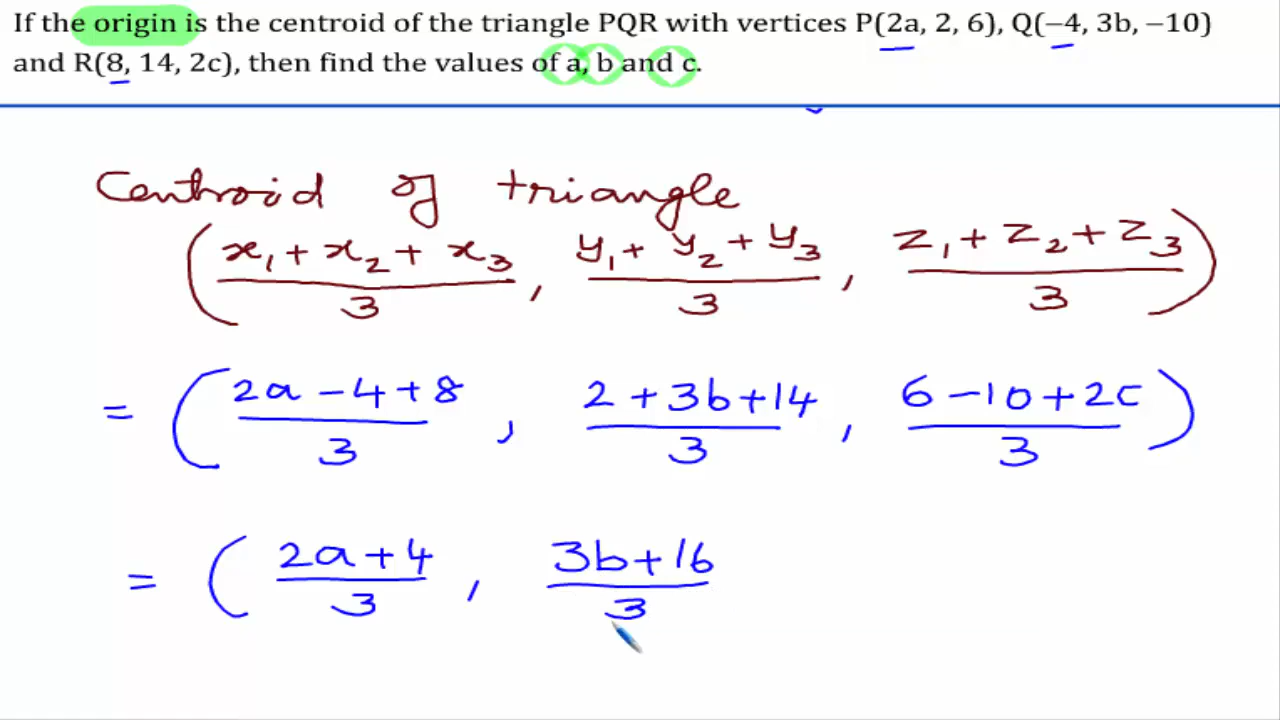 If the origin is the centroid of the triangle PQR with vertices P(2a, 2, 6), Q(−4, 3b, −10)
and R(8, 14, 2c), then find the values of a, b and c.
Centroid of triangle
(x₁ + x₂ + x₃ / 3, y₁ + y₂ + y₃ / 3, z₁ + z₂ + z₃ / 3)
= (2a − 4 + 8 / 3, 2 + 3b + 14 / 3, 6 − 10 + 2c / 3)
= (2a + 4 / 3, 3b + 16 / 3